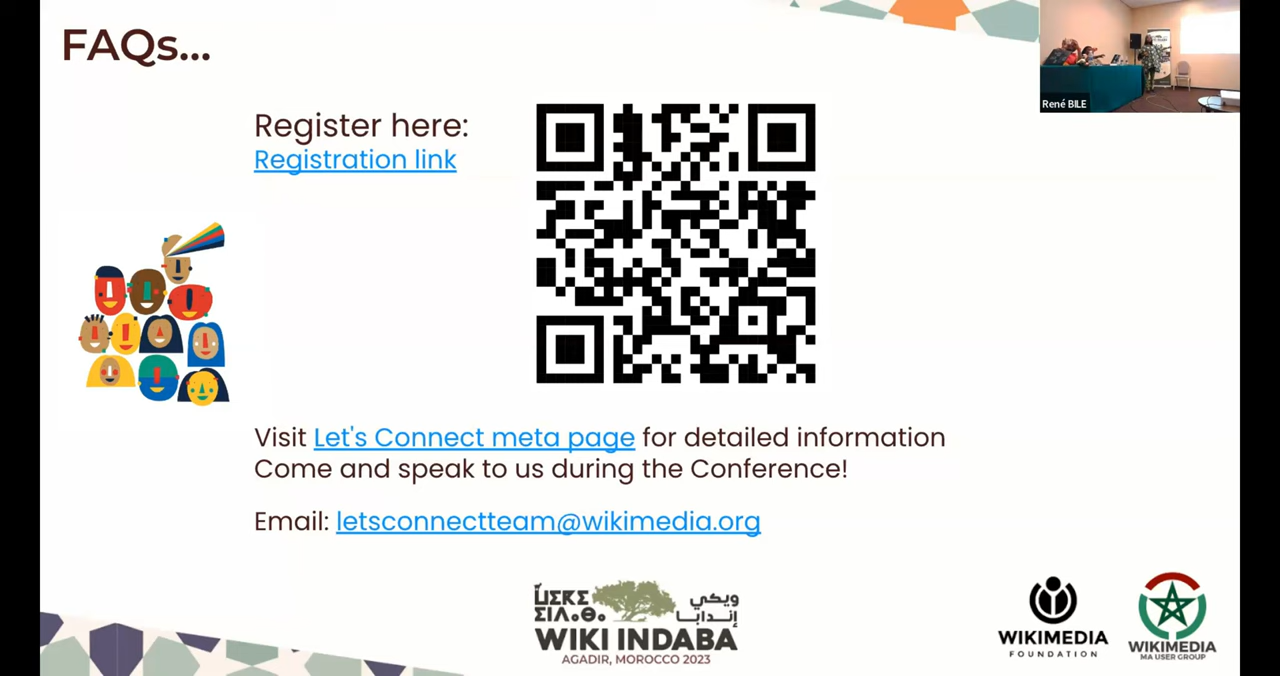 FAQs...
René BILE
Register here:
Registration link
Visit Let's Connect meta page for detailed information
Come and speak to us during the Conference!
Email: letsconnectteam@wikimedia.org
ⵡⵉⴽⵉ ويكي
ⵉⵏⴷⴰⴱⴰ إندابا
WIKI INDABA
AGADIR, MOROCCO 2023
WIKIMEDIA
FOUNDATION
WIKIMEDIA
MA USER GROUP